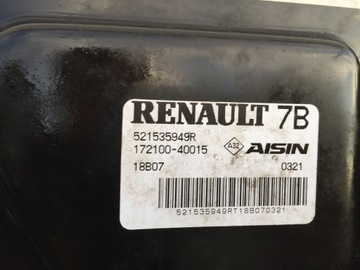 RENAULT 7B
521535949R
172100-40015 A32 AISIN
18B07 0321
521535949RT18B070321